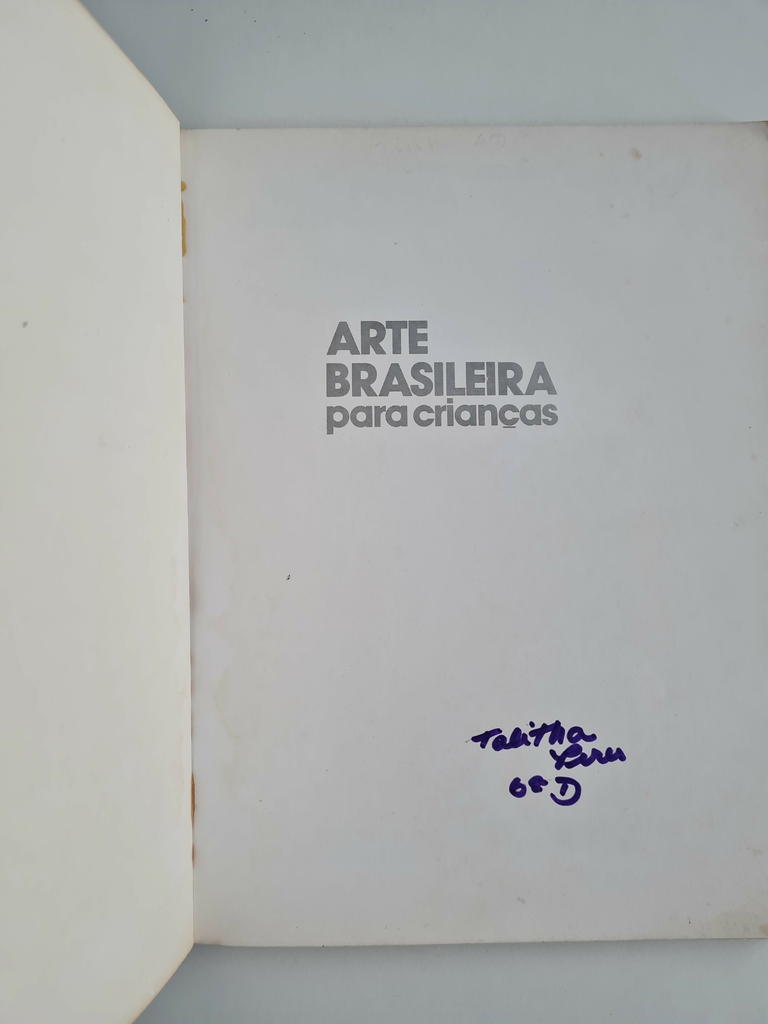 ARTE
BRASILEIRA
para crianças
Talitha
6ª D